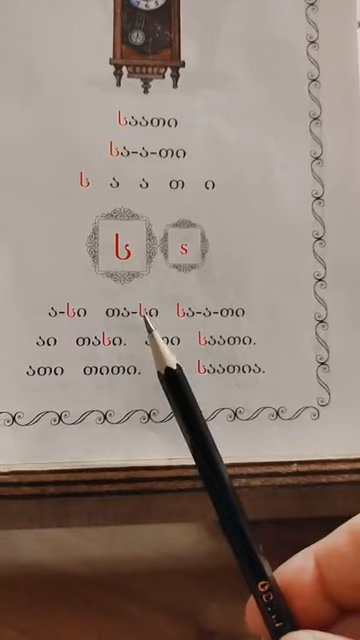 საათი
სა-ა-თი
ს ა ა თ ი
ს s
ა-სი თა-სი სა-ა-თი
აი თასი. საათი.
ათი თითი. საათია.